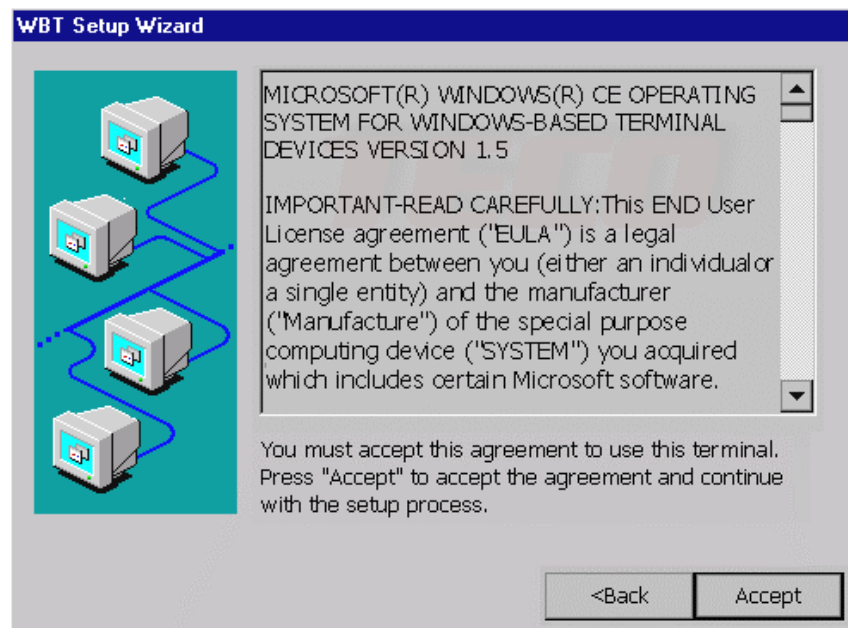 WBT Setup Wizard
MICROSOFT(R) WINDOWS(R) CE OPERATING
SYSTEM FOR WINDOWS-BASED TERMINAL
DEVICES VERSION 1.5
IMPORTANT-READ CAREFULLY:This END User
License agreement ("EULA") is a legal
agreement between you (either an individualor
a single entity) and the manufacturer
("Manufacture") of the special purpose
computing device ("SYSTEM") you acquired
which includes certain Microsoft software.
You must accept this agreement to use this terminal.
Press "Accept" to accept the agreement and continue
with the setup process.
<Back
Accept